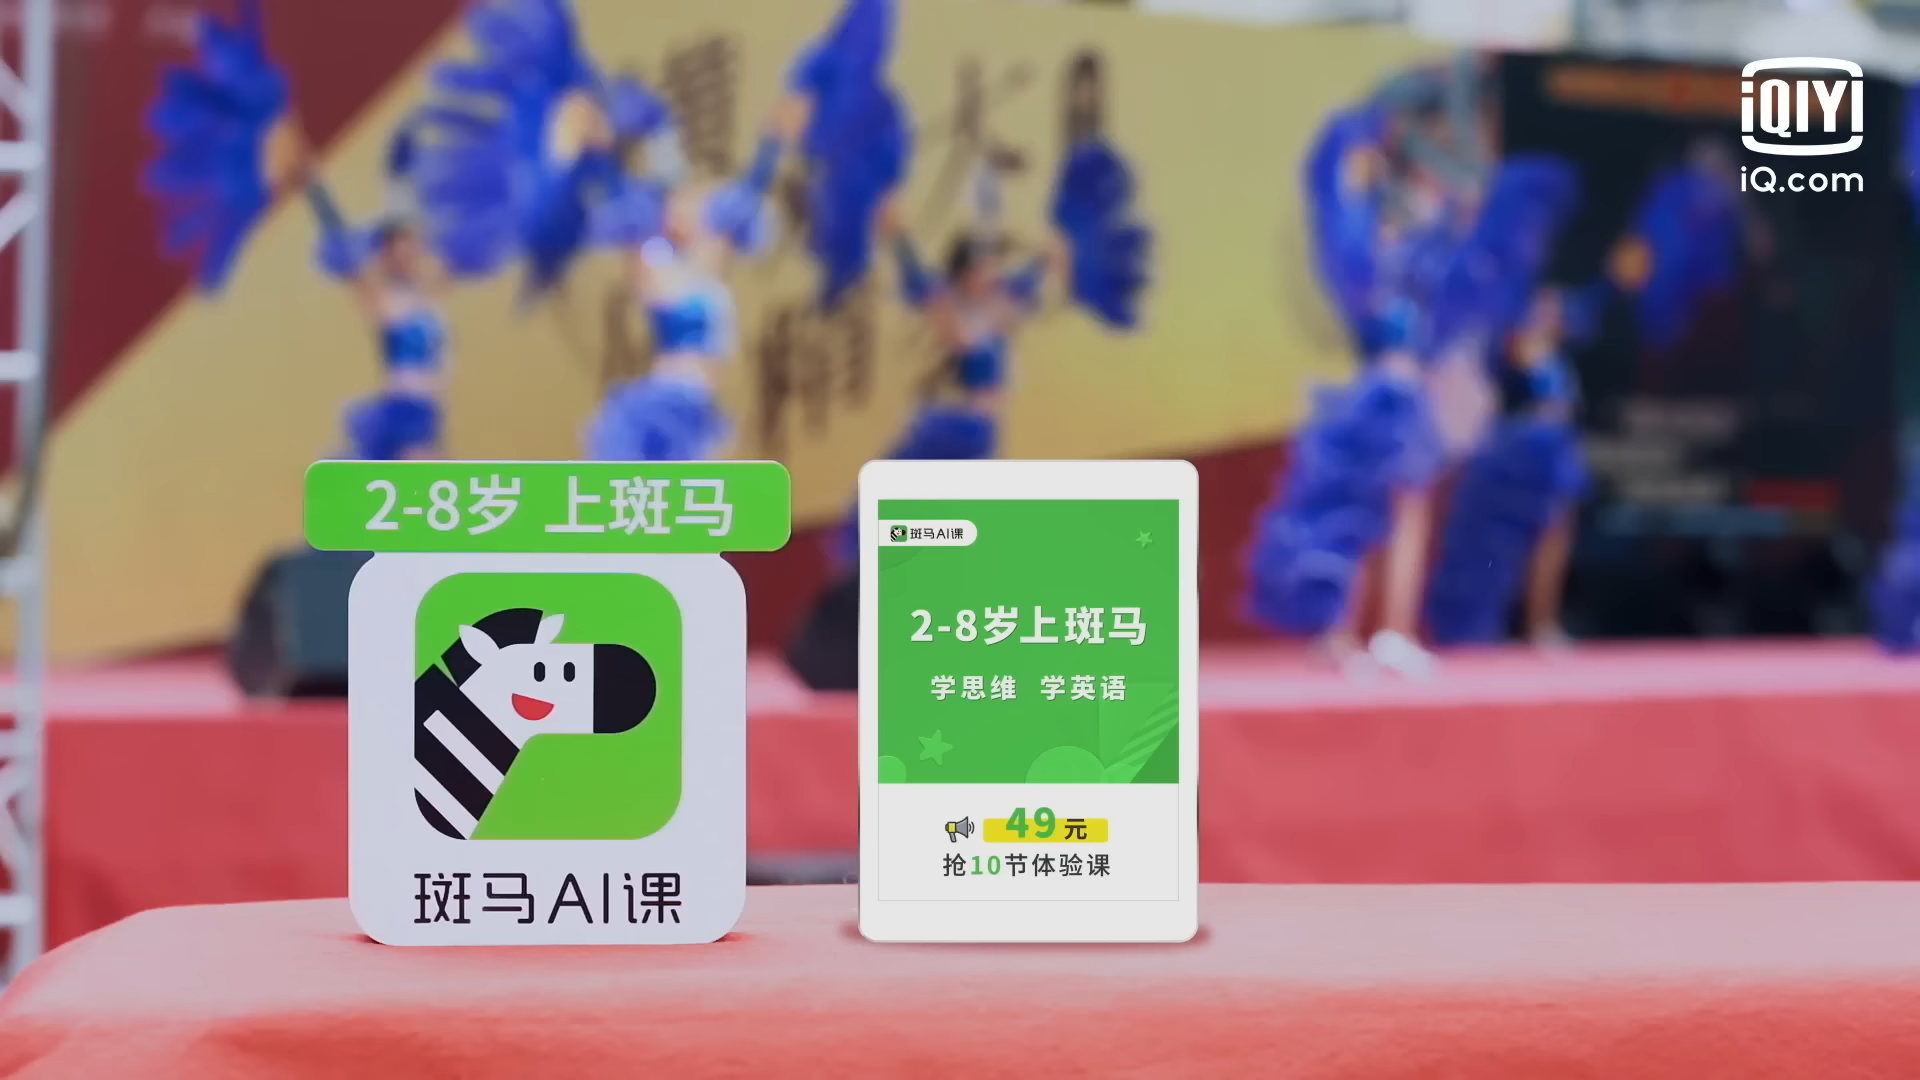 iQIYI
iQ.com
2-8岁 上斑马
斑马AI课
斑马AI课
2-8岁上斑马
学思维 学英语
49元
抢10节体验课